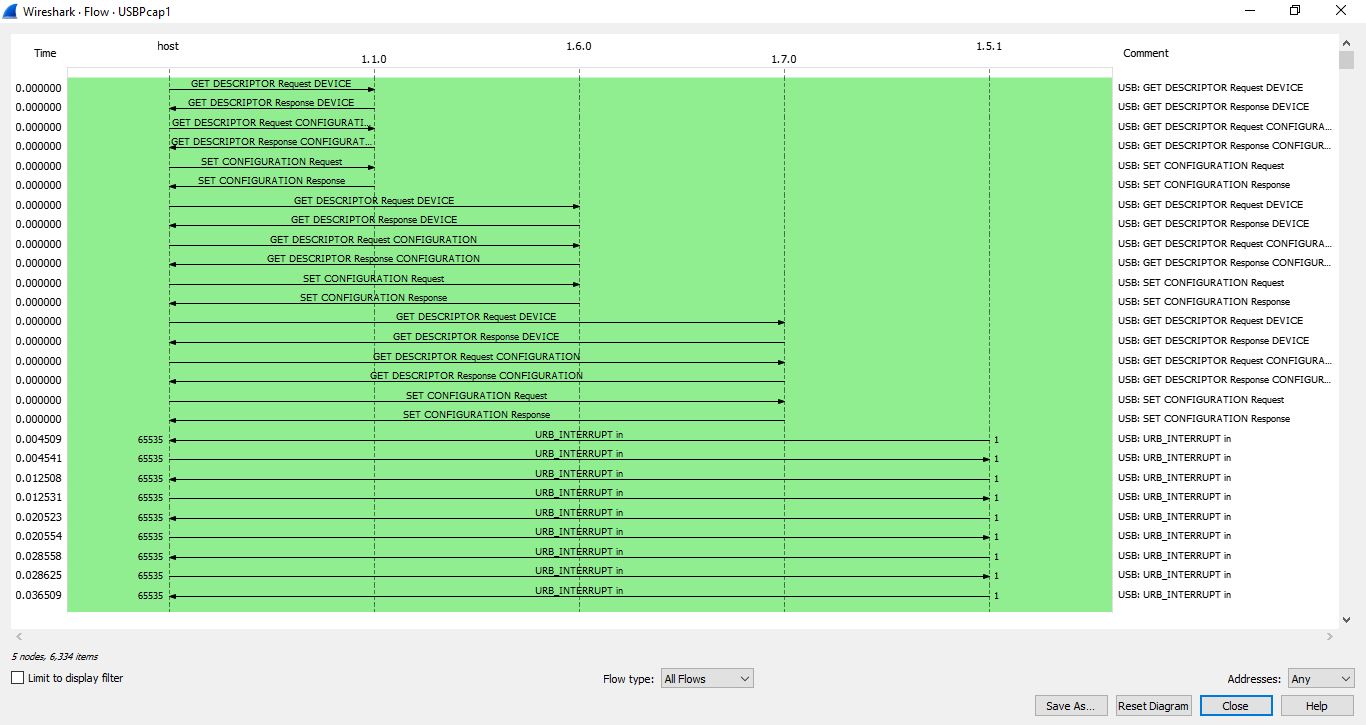 Wireshark · Flow · USBPcap1
Time host 1.1.0 1.6.0 1.7.0 1.5.1 Comment
0.000000 GET DESCRIPTOR Request DEVICE USB: GET DESCRIPTOR Request DEVICE
0.000000 GET DESCRIPTOR Response DEVICE USB: GET DESCRIPTOR Response DEVICE
0.000000 GET DESCRIPTOR Request CONFIGURATI... USB: GET DESCRIPTOR Request CONFIGURA...
0.000000 GET DESCRIPTOR Response CONFIGURAT... USB: GET DESCRIPTOR Response CONFIGUR...
0.000000 SET CONFIGURATION Request USB: SET CONFIGURATION Request
0.000000 SET CONFIGURATION Response USB: SET CONFIGURATION Response
0.000000 GET DESCRIPTOR Request DEVICE USB: GET DESCRIPTOR Request DEVICE
0.000000 GET DESCRIPTOR Response DEVICE USB: GET DESCRIPTOR Response DEVICE
0.000000 GET DESCRIPTOR Request CONFIGURATION USB: GET DESCRIPTOR Request CONFIGURA...
0.000000 GET DESCRIPTOR Response CONFIGURATION USB: GET DESCRIPTOR Response CONFIGUR...
0.000000 SET CONFIGURATION Request USB: SET CONFIGURATION Request
0.000000 SET CONFIGURATION Response USB: SET CONFIGURATION Response
0.000000 GET DESCRIPTOR Request DEVICE USB: GET DESCRIPTOR Request DEVICE
0.000000 GET DESCRIPTOR Response DEVICE USB: GET DESCRIPTOR Response DEVICE
0.000000 GET DESCRIPTOR Request CONFIGURATION USB: GET DESCRIPTOR Request CONFIGURA...
0.000000 GET DESCRIPTOR Response CONFIGURATION USB: GET DESCRIPTOR Response CONFIGUR...
0.000000 SET CONFIGURATION Request USB: SET CONFIGURATION Request
0.000000 SET CONFIGURATION Response USB: SET CONFIGURATION Response
0.004509 65535 URB_INTERRUPT in 1 USB: URB_INTERRUPT in
0.004541 65535 URB_INTERRUPT in 1 USB: URB_INTERRUPT in
0.012508 65535 URB_INTERRUPT in 1 USB: URB_INTERRUPT in
0.012531 65535 URB_INTERRUPT in 1 USB: URB_INTERRUPT in
0.020523 65535 URB_INTERRUPT in 1 USB: URB_INTERRUPT in
0.020554 65535 URB_INTERRUPT in 1 USB: URB_INTERRUPT in
0.028558 65535 URB_INTERRUPT in 1 USB: URB_INTERRUPT in
0.028625 65535 URB_INTERRUPT in 1 USB: URB_INTERRUPT in
0.036509 65535 URB_INTERRUPT in 1 USB: URB_INTERRUPT in
5 nodes, 6,334 items
Limit to display filter Flow type: All Flows Addresses: Any
Save As... Reset Diagram Close Help